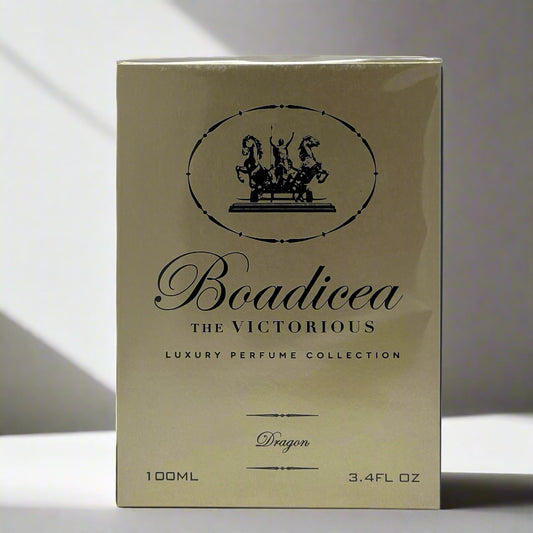 Boadicea
THE VICTORIOUS
LUXURY PERFUME COLLECTION
Dragon
100ML 3.4FL OZ